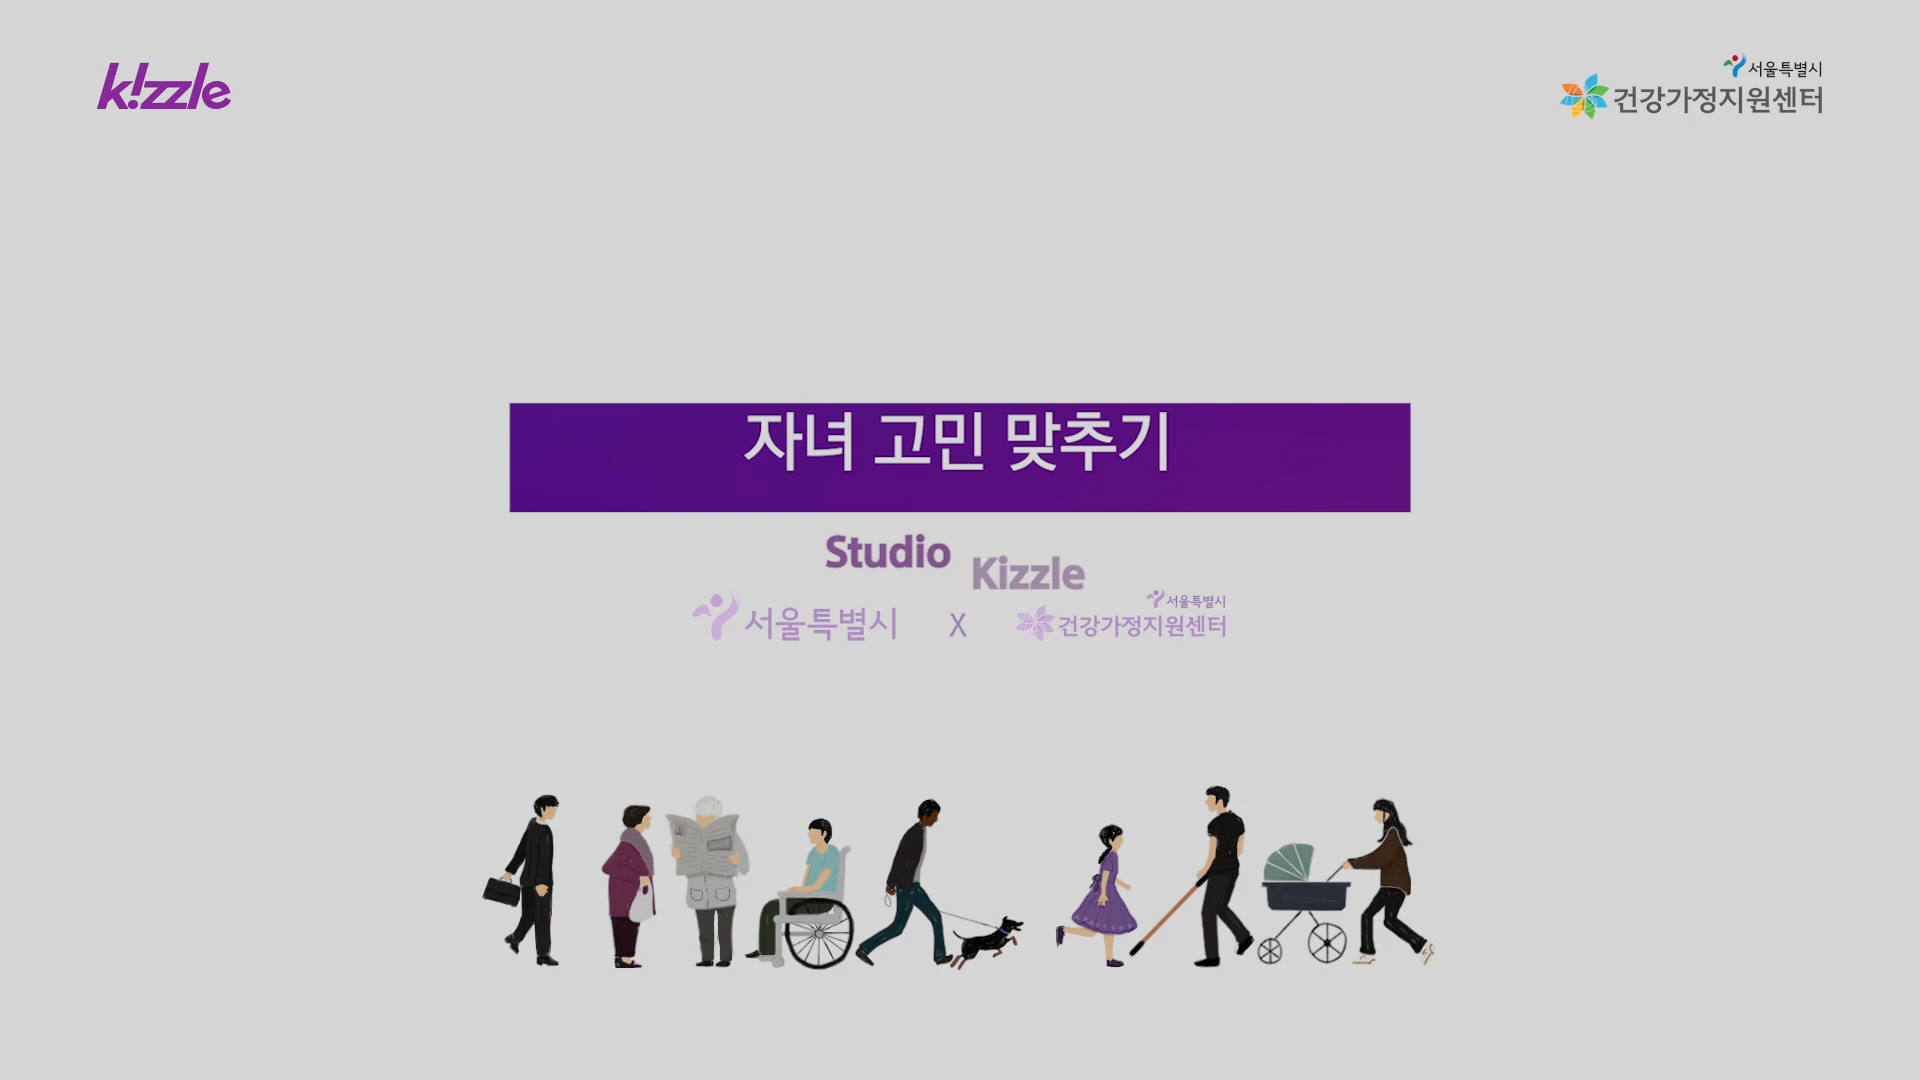 k!zzle
서울특별시
건강가정지원센터
자녀 고민 맞추기
Studio Kizzle
서울특별시 X 서울특별시 건강가정지원센터